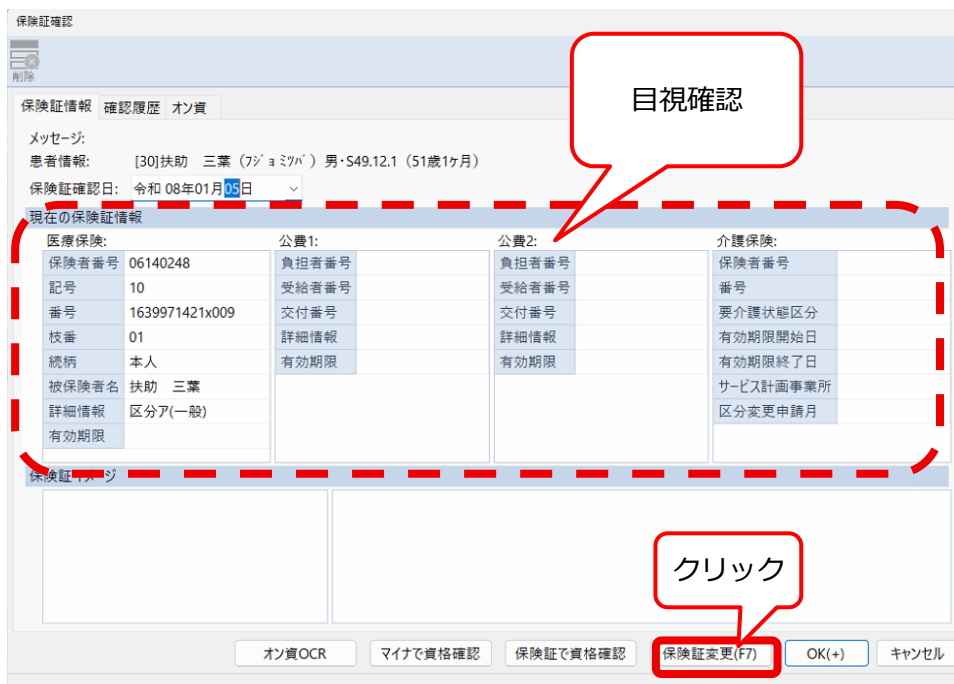 保険証確認
削除
目視確認
保険証情報 確認履歴 オン資
メッセージ:
患者情報: [30]扶助 三葉（フジョミツバ）男・S49.12.1（51歳1ヶ月）
保険証確認日: 令和 08年01月05日
現在の保険証情報
医療保険: 公費1: 公費2: 介護保険:
保険者番号 06140248 負担者番号 負担者番号 保険者番号
記号 10 受給者番号 受給者番号 番号
番号 1639971421x009 交付番号 交付番号 要介護状態区分
枝番 01 詳細情報 詳細情報 有効期限開始日
続柄 本人 有効期限 有効期限 有効期限終了日
被保険者名 扶助 三葉 サービス計画事業所
詳細情報 区分ア(一般) 区分変更申請月
有効期限
保険証イメージ
クリック
オン資OCR マイナで資格確認 保険証で資格確認 保険証変更(F7) OK(+) キャンセル